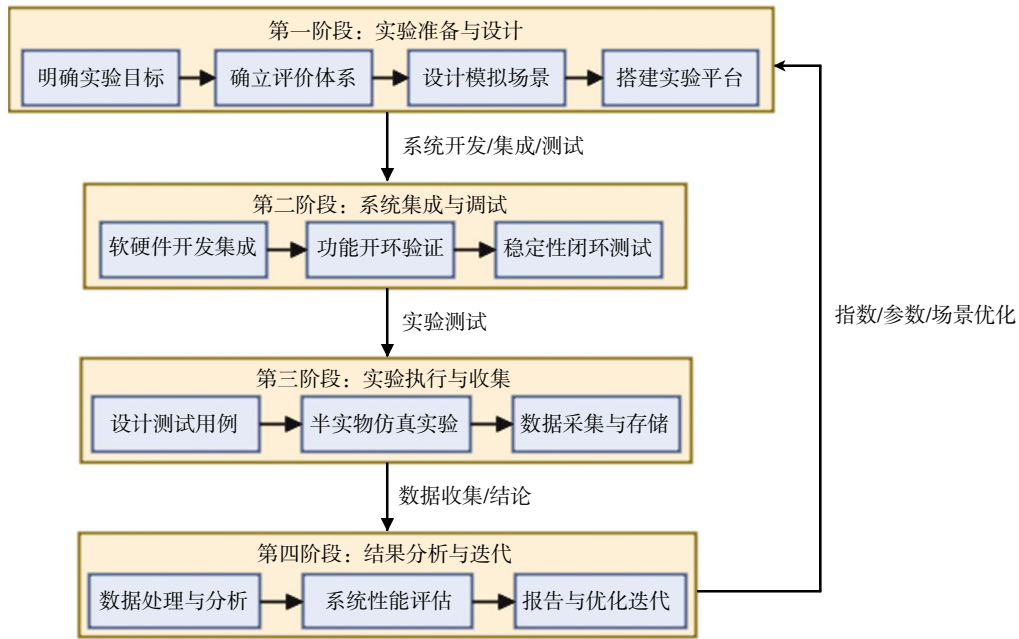 第一阶段：实验准备与设计
明确实验目标
确立评价体系
设计模拟场景
搭建实验平台
系统开发/集成/测试
第二阶段：系统集成与调试
软硬件开发集成
功能开环验证
稳定性闭环测试
实验测试
指数/参数/场景优化
第三阶段：实验执行与收集
设计测试用例
半实物仿真实验
数据采集与存储
数据收集/结论
第四阶段：结果分析与迭代
数据处理与分析
系统性能评估
报告与优化迭代